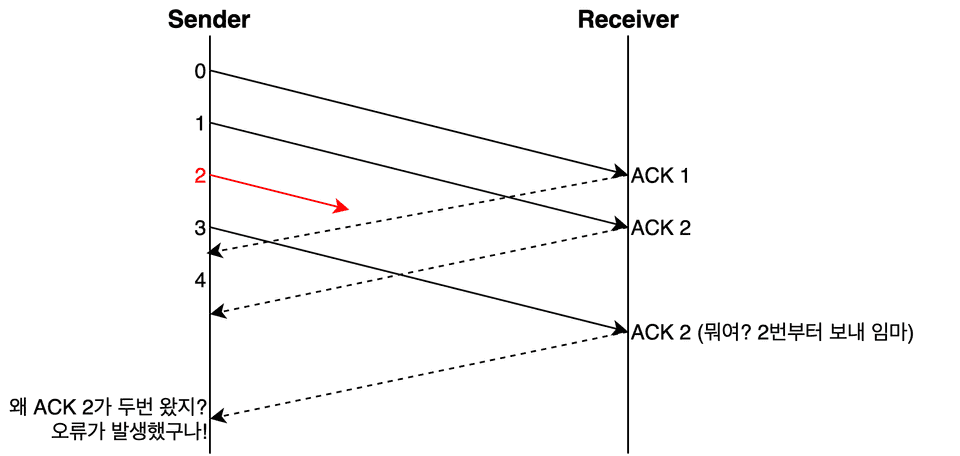 Sender
Receiver
0
1
2
ACK 1
3
ACK 2
4
ACK 2 (뭐여? 2번부터 보내 임마)
왜 ACK 2가 두번 왔지?
오류가 발생했구나!